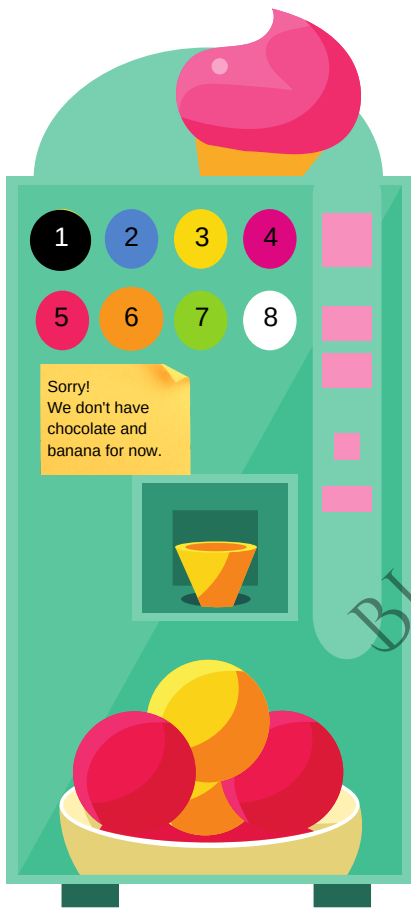 1 2 3 4
5 6 7 8
Sorry!
We don't have
chocolate and
banana for now.